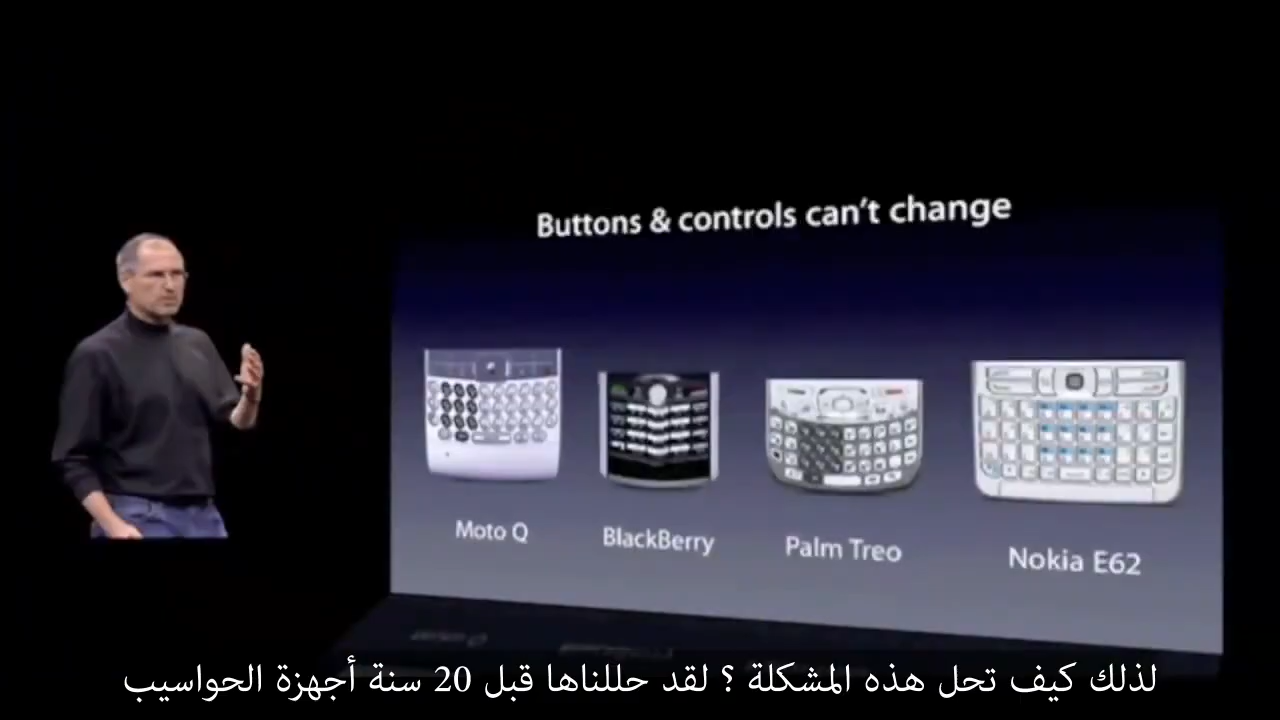 Buttons & controls can't change
Moto Q
BlackBerry
Palm Treo
Nokia E62
لذلك كيف تحل هذه المشكلة ؟ لقد حللناها قبل 20 سنة أجهزة الحواسيب